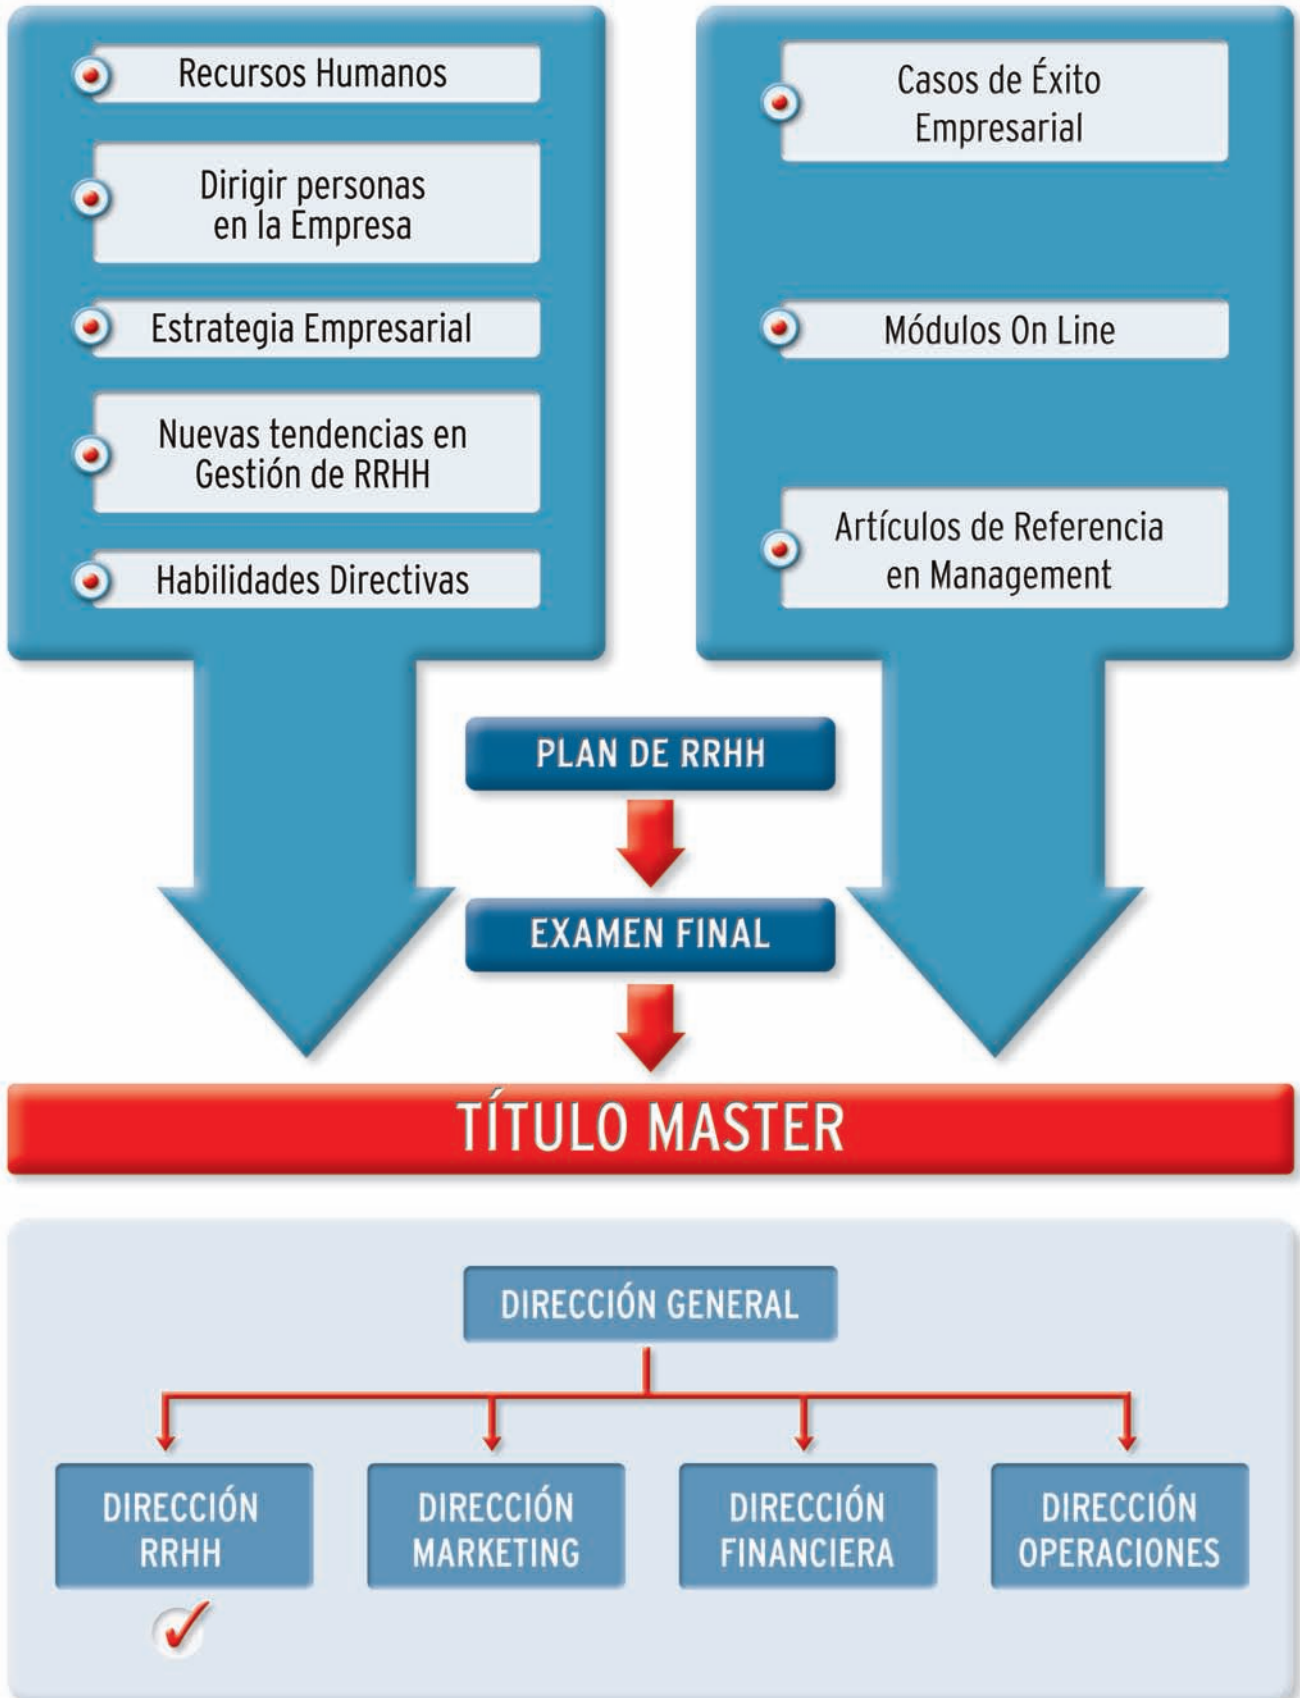 Recursos Humanos
Dirigir personas
en la Empresa
Estrategia Empresarial
Nuevas tendencias en
Gestión de RRHH
Habilidades Directivas
Casos de Éxito
Empresarial
Módulos On Line
Artículos de Referencia
en Management
PLAN DE RRHH
EXAMEN FINAL
TÍTULO MASTER
DIRECCIÓN GENERAL
DIRECCIÓN
RRHH
DIRECCIÓN
MARKETING
DIRECCIÓN
FINANCIERA
DIRECCIÓN
OPERACIONES